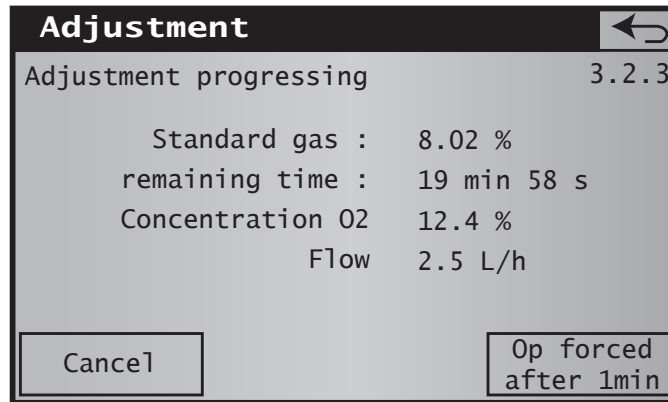 Adjustment
Adjustment progressing 3.2.3
Standard gas : 8.02 %
remaining time : 19 min 58 s
Concentration O2 12.4 %
Flow 2.5 L/h
Cancel
Op forced
after 1min